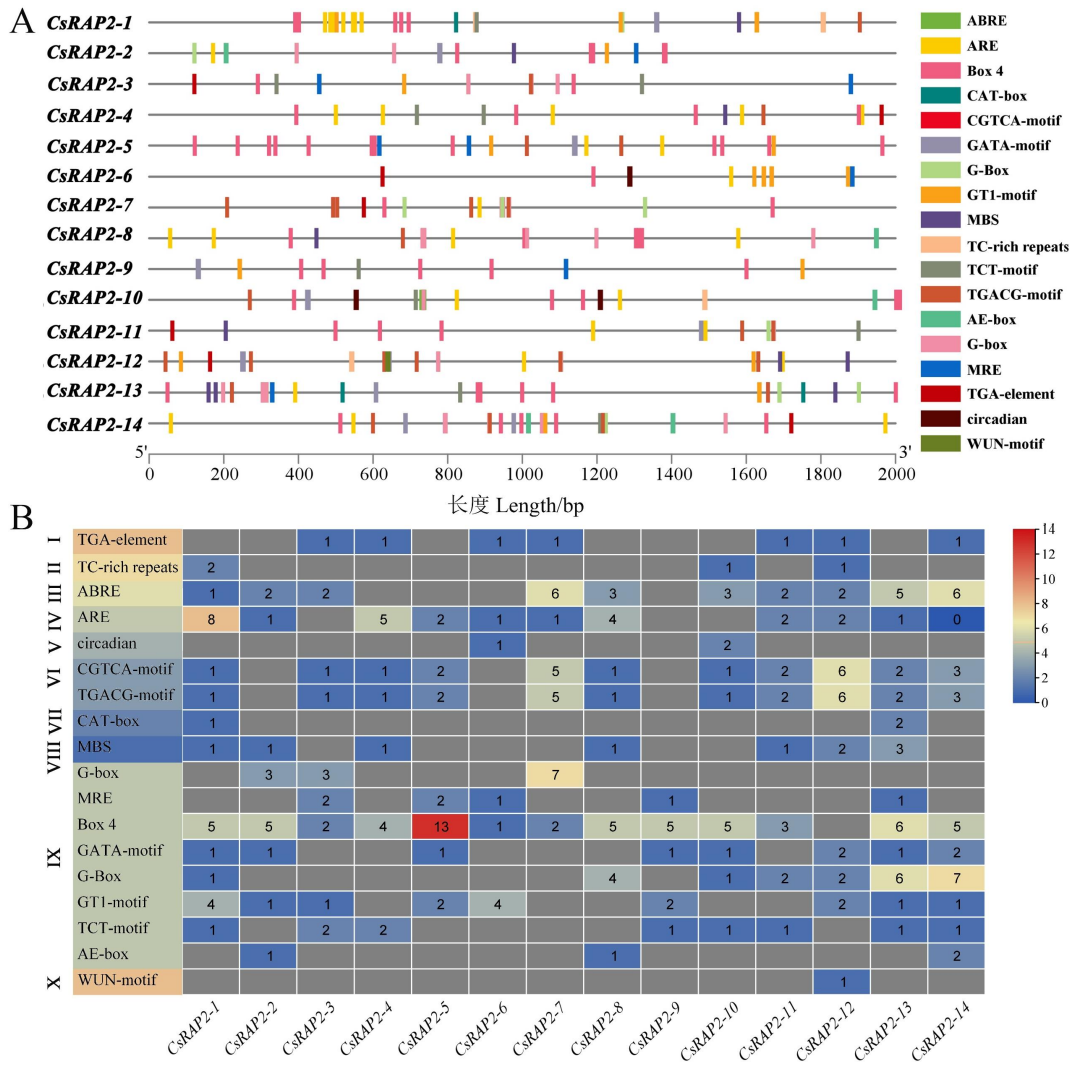 A
CsRAP2-1
CsRAP2-2
CsRAP2-3
CsRAP2-4
CsRAP2-5
CsRAP2-6
CsRAP2-7
CsRAP2-8
CsRAP2-9
CsRAP2-10
CsRAP2-11
CsRAP2-12
CsRAP2-13
CsRAP2-14
5' 3'
0 200 400 600 800 1000 1200 1400 1600 1800 2000
长度 Length/bp
ABRE
ARE
Box 4
CAT-box
CGTCA-motif
GATA-motif
G-Box
GT1-motif
MBS
TC-rich repeats
TCT-motif
TGACG-motif
AE-box
G-box
MRE
TGA-element
circadian
WUN-motif
B
I TGA-element 1 1 1 1 1 1 1
II TC-rich repeats 2 1 1
III ABRE 1 2 2 6 3 3 2 2 5 6
IV ARE 8 1 5 2 1 1 4 2 2 1 0
V circadian 1 2
VI CGTCA-motif 1 1 1 2 5 1 1 2 6 2 3
TGACG-motif 1 1 1 2 5 1 1 2 6 2 3
VII CAT-box 1 2
VIII MBS 1 1 1 1 1 2 3
G-box 3 3 7
MRE 2 2 1 1 1
Box 4 5 5 2 4 13 1 2 5 5 5 3 6 5
IX GATA-motif 1 1 1 1 1 2 1 2
G-Box 1 4 1 2 2 6 7
GT1-motif 4 1 1 2 4 2 2 1 1
TCT-motif 1 2 2 1 1 1 1 1
AE-box 1 1 2
X WUN-motif 1
CsRAP2-1 CsRAP2-2 CsRAP2-3 CsRAP2-4 CsRAP2-5 CsRAP2-6 CsRAP2-7 CsRAP2-8 CsRAP2-9 CsRAP2-10 CsRAP2-11 CsRAP2-12 CsRAP2-13 CsRAP2-14
14
12
10
8
6
4
2
0